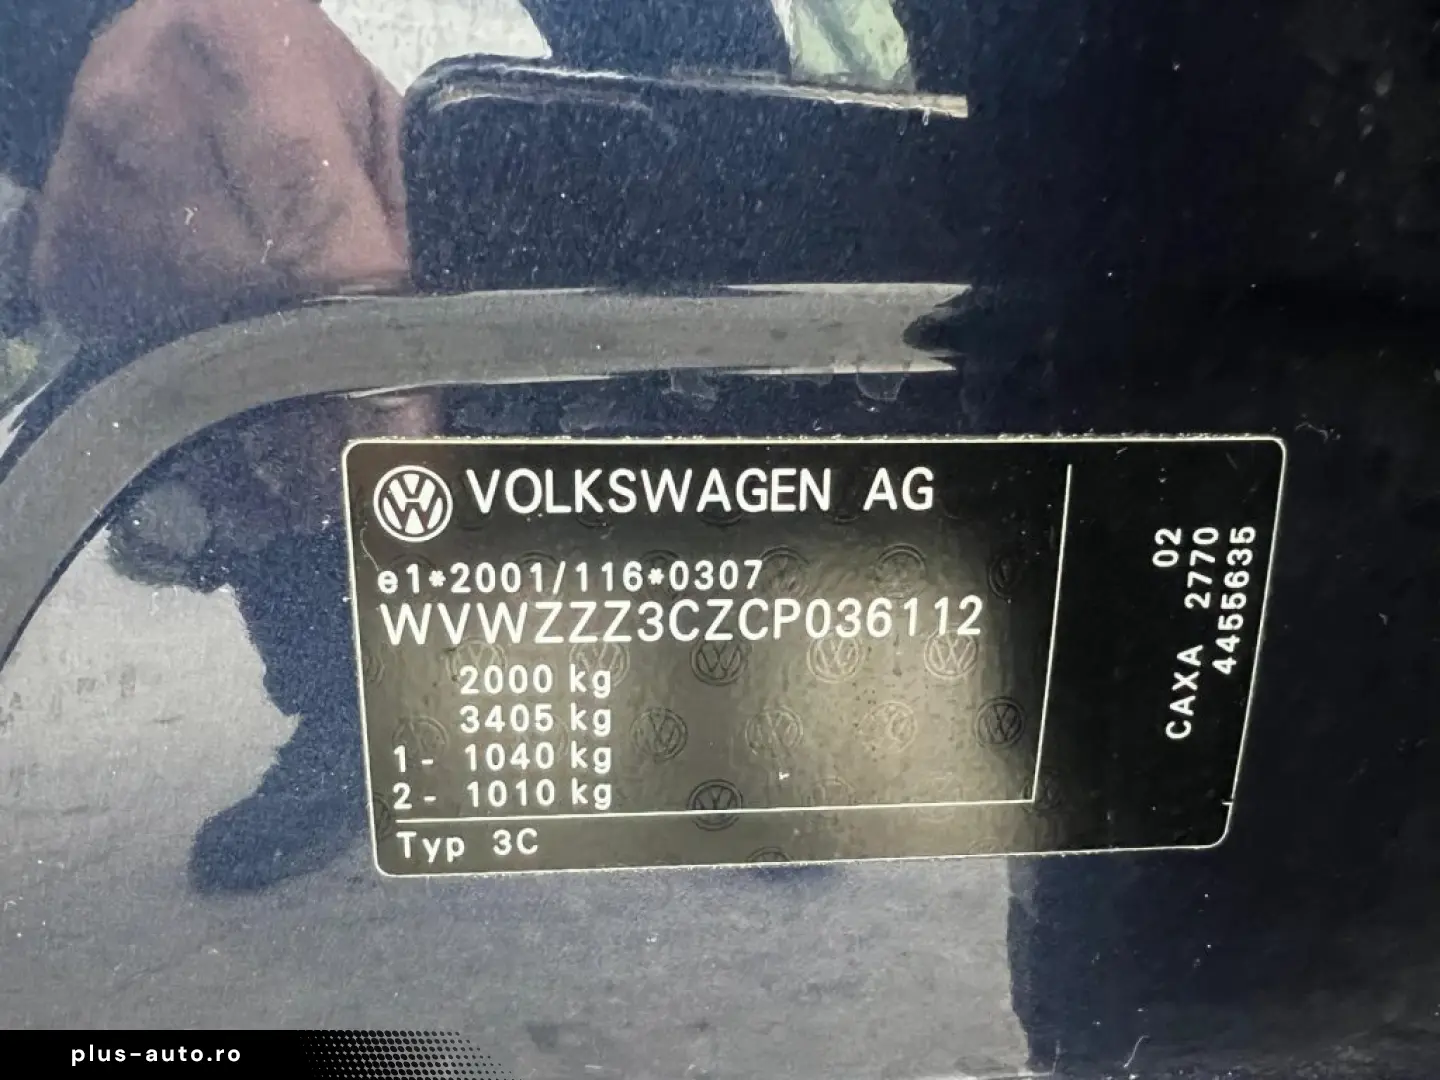 VOLKSWAGEN AG
e1*2001/116*0307
WVWZZZ3CZCP036112
2000 kg
3405 kg
1- 1040 kg
2- 1010 kg
Typ 3C
02
CAXA 2770
4455635
plus-auto.ro